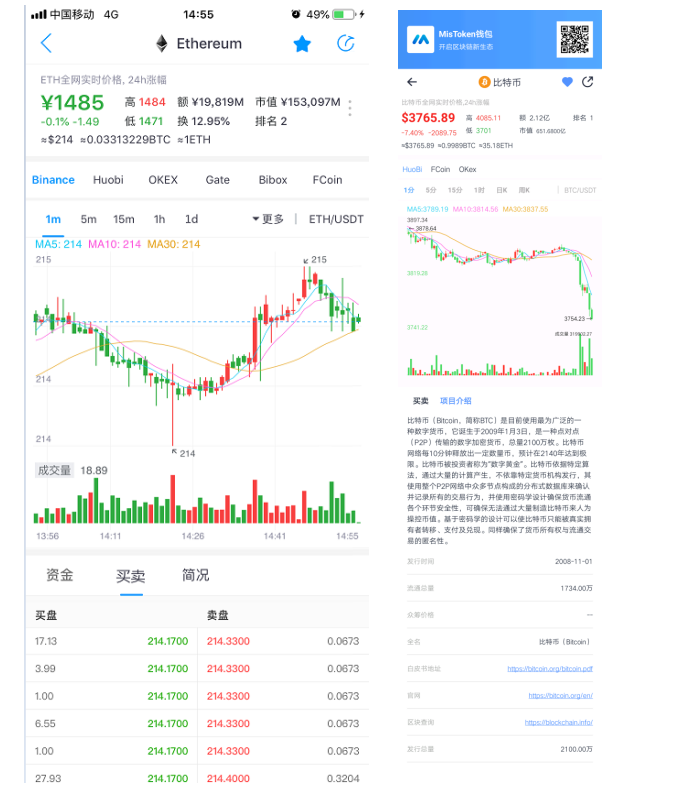 中国移动 4G 14:55 49%
Ethereum
ETH全网实时价格, 24h涨幅
¥1485 高 1484 额 ¥19,819M 市值 ¥153,097M
-0.1% -1.49 低 1471 换 12.95% 排名 2
≈$214 ≈0.03313229BTC ≈1ETH
Binance Huobi OKEX Gate Bibox FCoin
1m 5m 15m 1h 1d 更多 | ETH/USDT
MA5: 214 MA10: 214 MA30: 214
215
215
214
214
214
成交量 18.89
13:56 14:11 14:26 14:41 14:55
资金 买卖 简况
买盘 卖盘
17.13 214.1700 214.3300 0.0673
3.99 214.1700 214.3300 0.0673
1.00 214.1700 214.3300 0.0673
6.55 214.1700 214.3300 0.0673
1.00 214.1700 214.3300 0.0673
27.93 214.1700 214.4000 0.3204
MisToken钱包
开启区块链新生态
比特币
比特币全网实时价格,24h涨幅
$3765.89 高 4085.11 额 2.12亿 排名 1
-7.40% -2089.75 低 3701 市值 651.6800亿
≈$3765.89 ≈0.9989BTC ≈35.18ETH
HuoBi FCoin OKex
1分 5分 15分 1时 日K 周K | BTC/USDT
MA5:3789.19 MA10:3814.56 MA30:3837.55
3897.34
3878.64
3819.28
3754.23
3741.22
成交量 319902.27
买卖 项目介绍
比特币（Bitcoin，简称BTC）是目前使用最为广泛的一
种数字货币，它诞生于2009年1月3日，是一种点对点
（P2P）传输的数字加密货币，总量2100万枚。比特币
网络每10分钟释放出一定数量币，预计在2140年达到极
限。比特币被投资者称为“数字黄金”。比特币依据特定算
法，通过大量的计算产生，不依靠特定货币机构发行，其
使用整个P2P网络中众多节点构成的分布式数据库来确认
并记录所有的交易行为，并使用密码学设计确保货币流通
各个环节安全性，可确保无法通过大量制造比特币来人为
操控币值。基于密码学的设计可以使比特币只能被真实拥
有者转移、支付及兑现。同样确保了货币所有权与流通交
易的匿名性。
发行时间 2008-11-01
流通总量 1734.00万
众筹价格 --
全名 比特币（Bitcoin）
白皮书地址 https://bitcoin.org/bitcoin.pdf
官网 https://bitcoin.org/en/
区块查询 https://blockchain.info/
发行总量 2100.00万